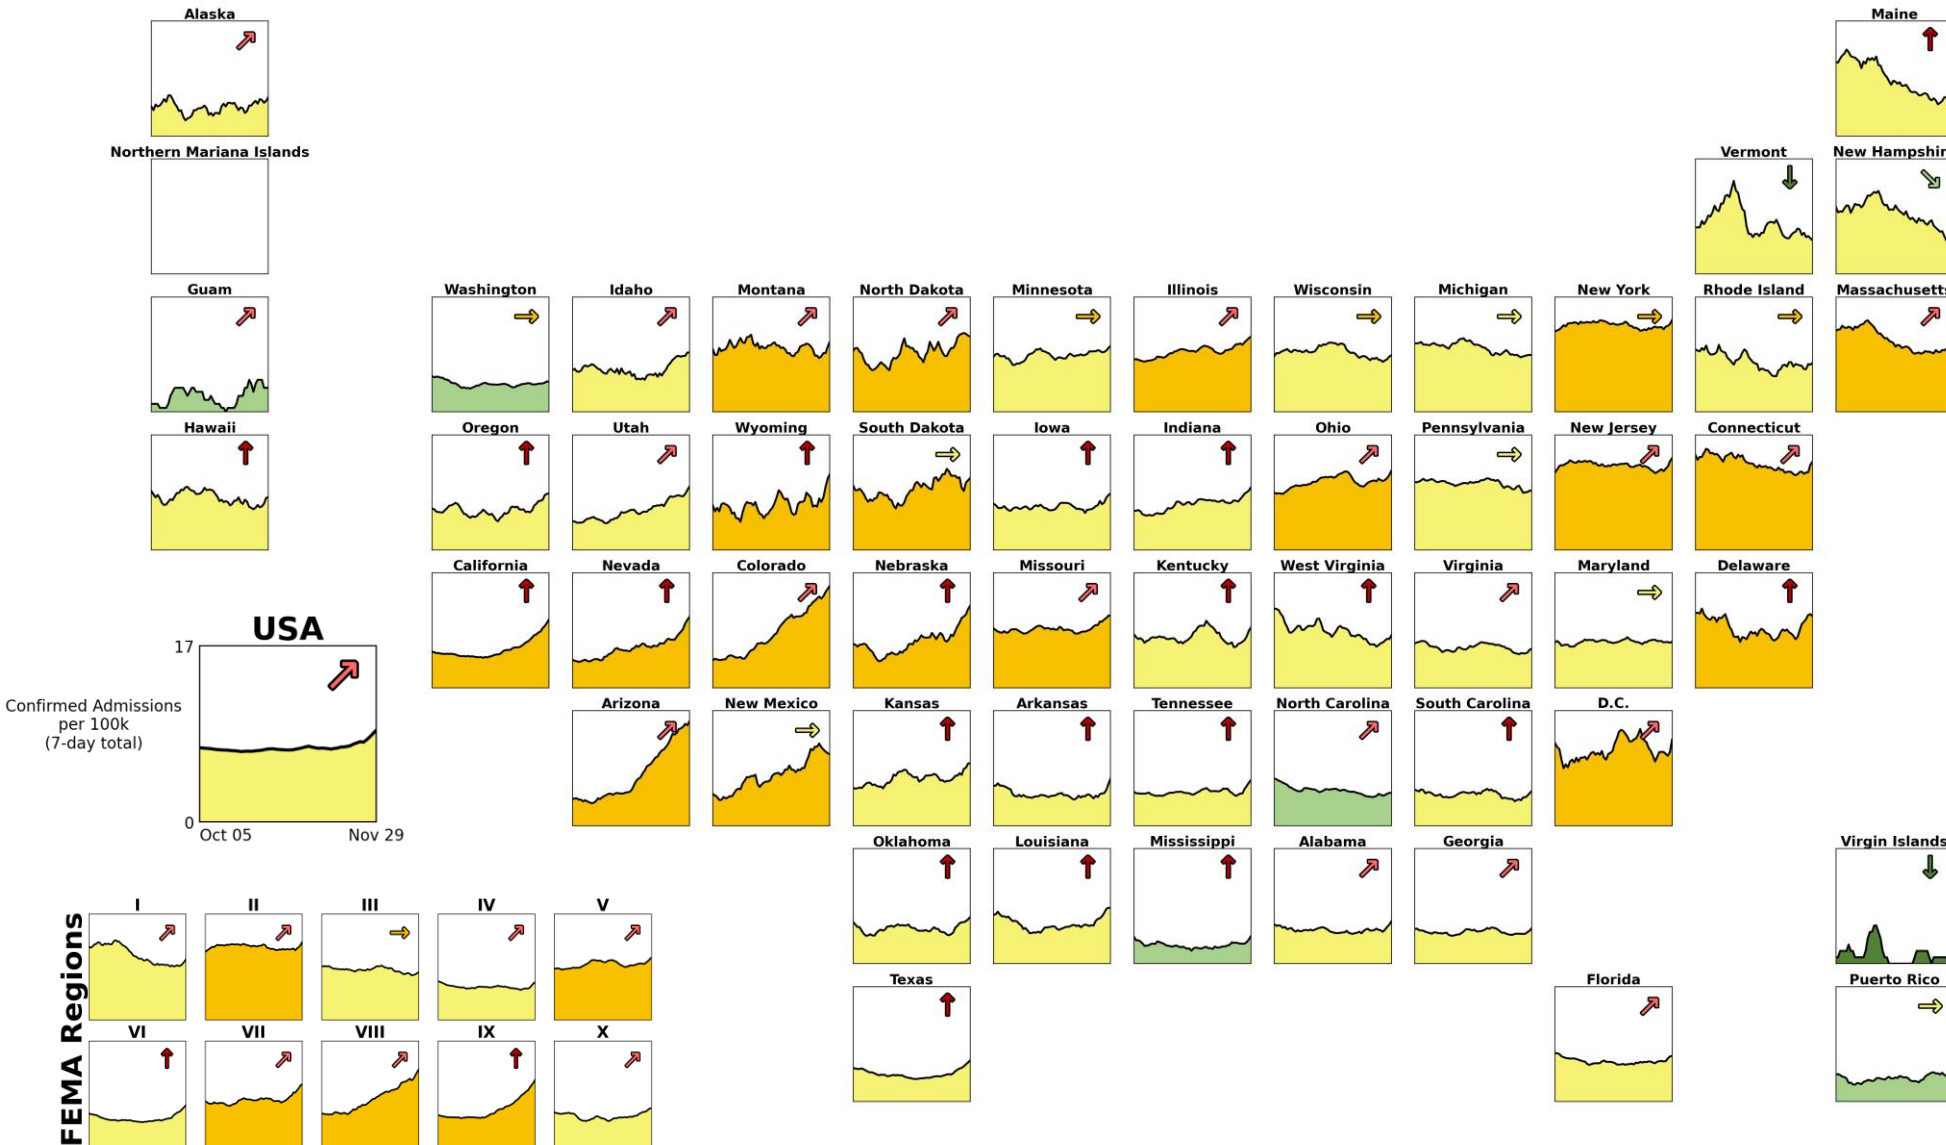 Alaska
Maine
Northern Mariana Islands
Vermont
New Hampshir
Guam
Washington
Idaho
Montana
North Dakota
Minnesota
Illinois
Wisconsin
Michigan
New York
Rhode Island
Massachusetts
Hawaii
Oregon
Utah
Wyoming
South Dakota
Iowa
Indiana
Ohio
Pennsylvania
New Jersey
Connecticut
California
Nevada
Colorado
Nebraska
Missouri
Kentucky
West Virginia
Virginia
Maryland
Delaware
USA
17
Confirmed Admissions
per 100k
(7-day total)
0
Oct 05
Nov 29
Arizona
New Mexico
Kansas
Arkansas
Tennessee
North Carolina
South Carolina
D.C.
Oklahoma
Louisiana
Mississippi
Alabama
Georgia
Virgin Islands
Texas
Florida
Puerto Rico
FEMA Regions
I
II
III
IV
V
VI
VII
VIII
IX
X